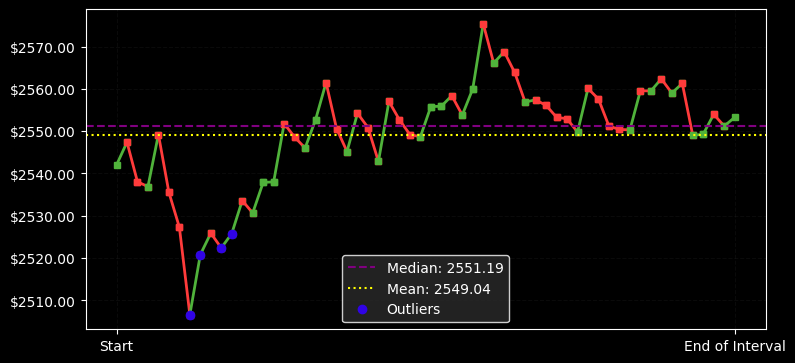 $2570.00
$2560.00
$2550.00
$2540.00
$2530.00
$2520.00
$2510.00
Median: 2551.19
Mean: 2549.04
Outliers
Start
End of Interval